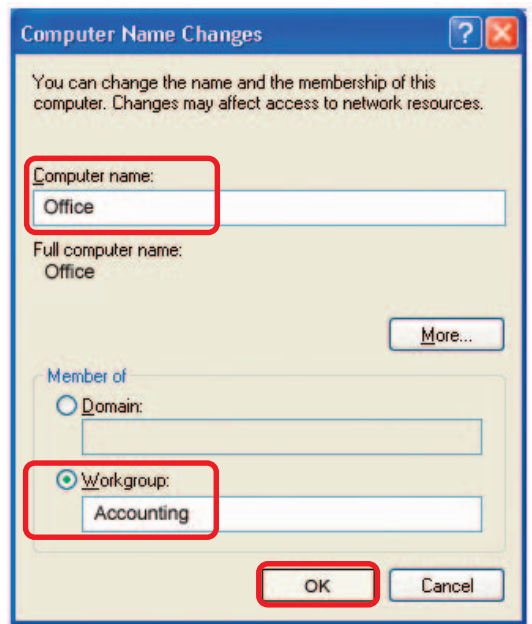 Computer Name Changes
?
You can change the name and the membership of this
computer. Changes may affect access to network resources.
Computer name:
Office
Full computer name:
Office
More...
Member of
Domain:
Workgroup:
Accounting
OK
Cancel